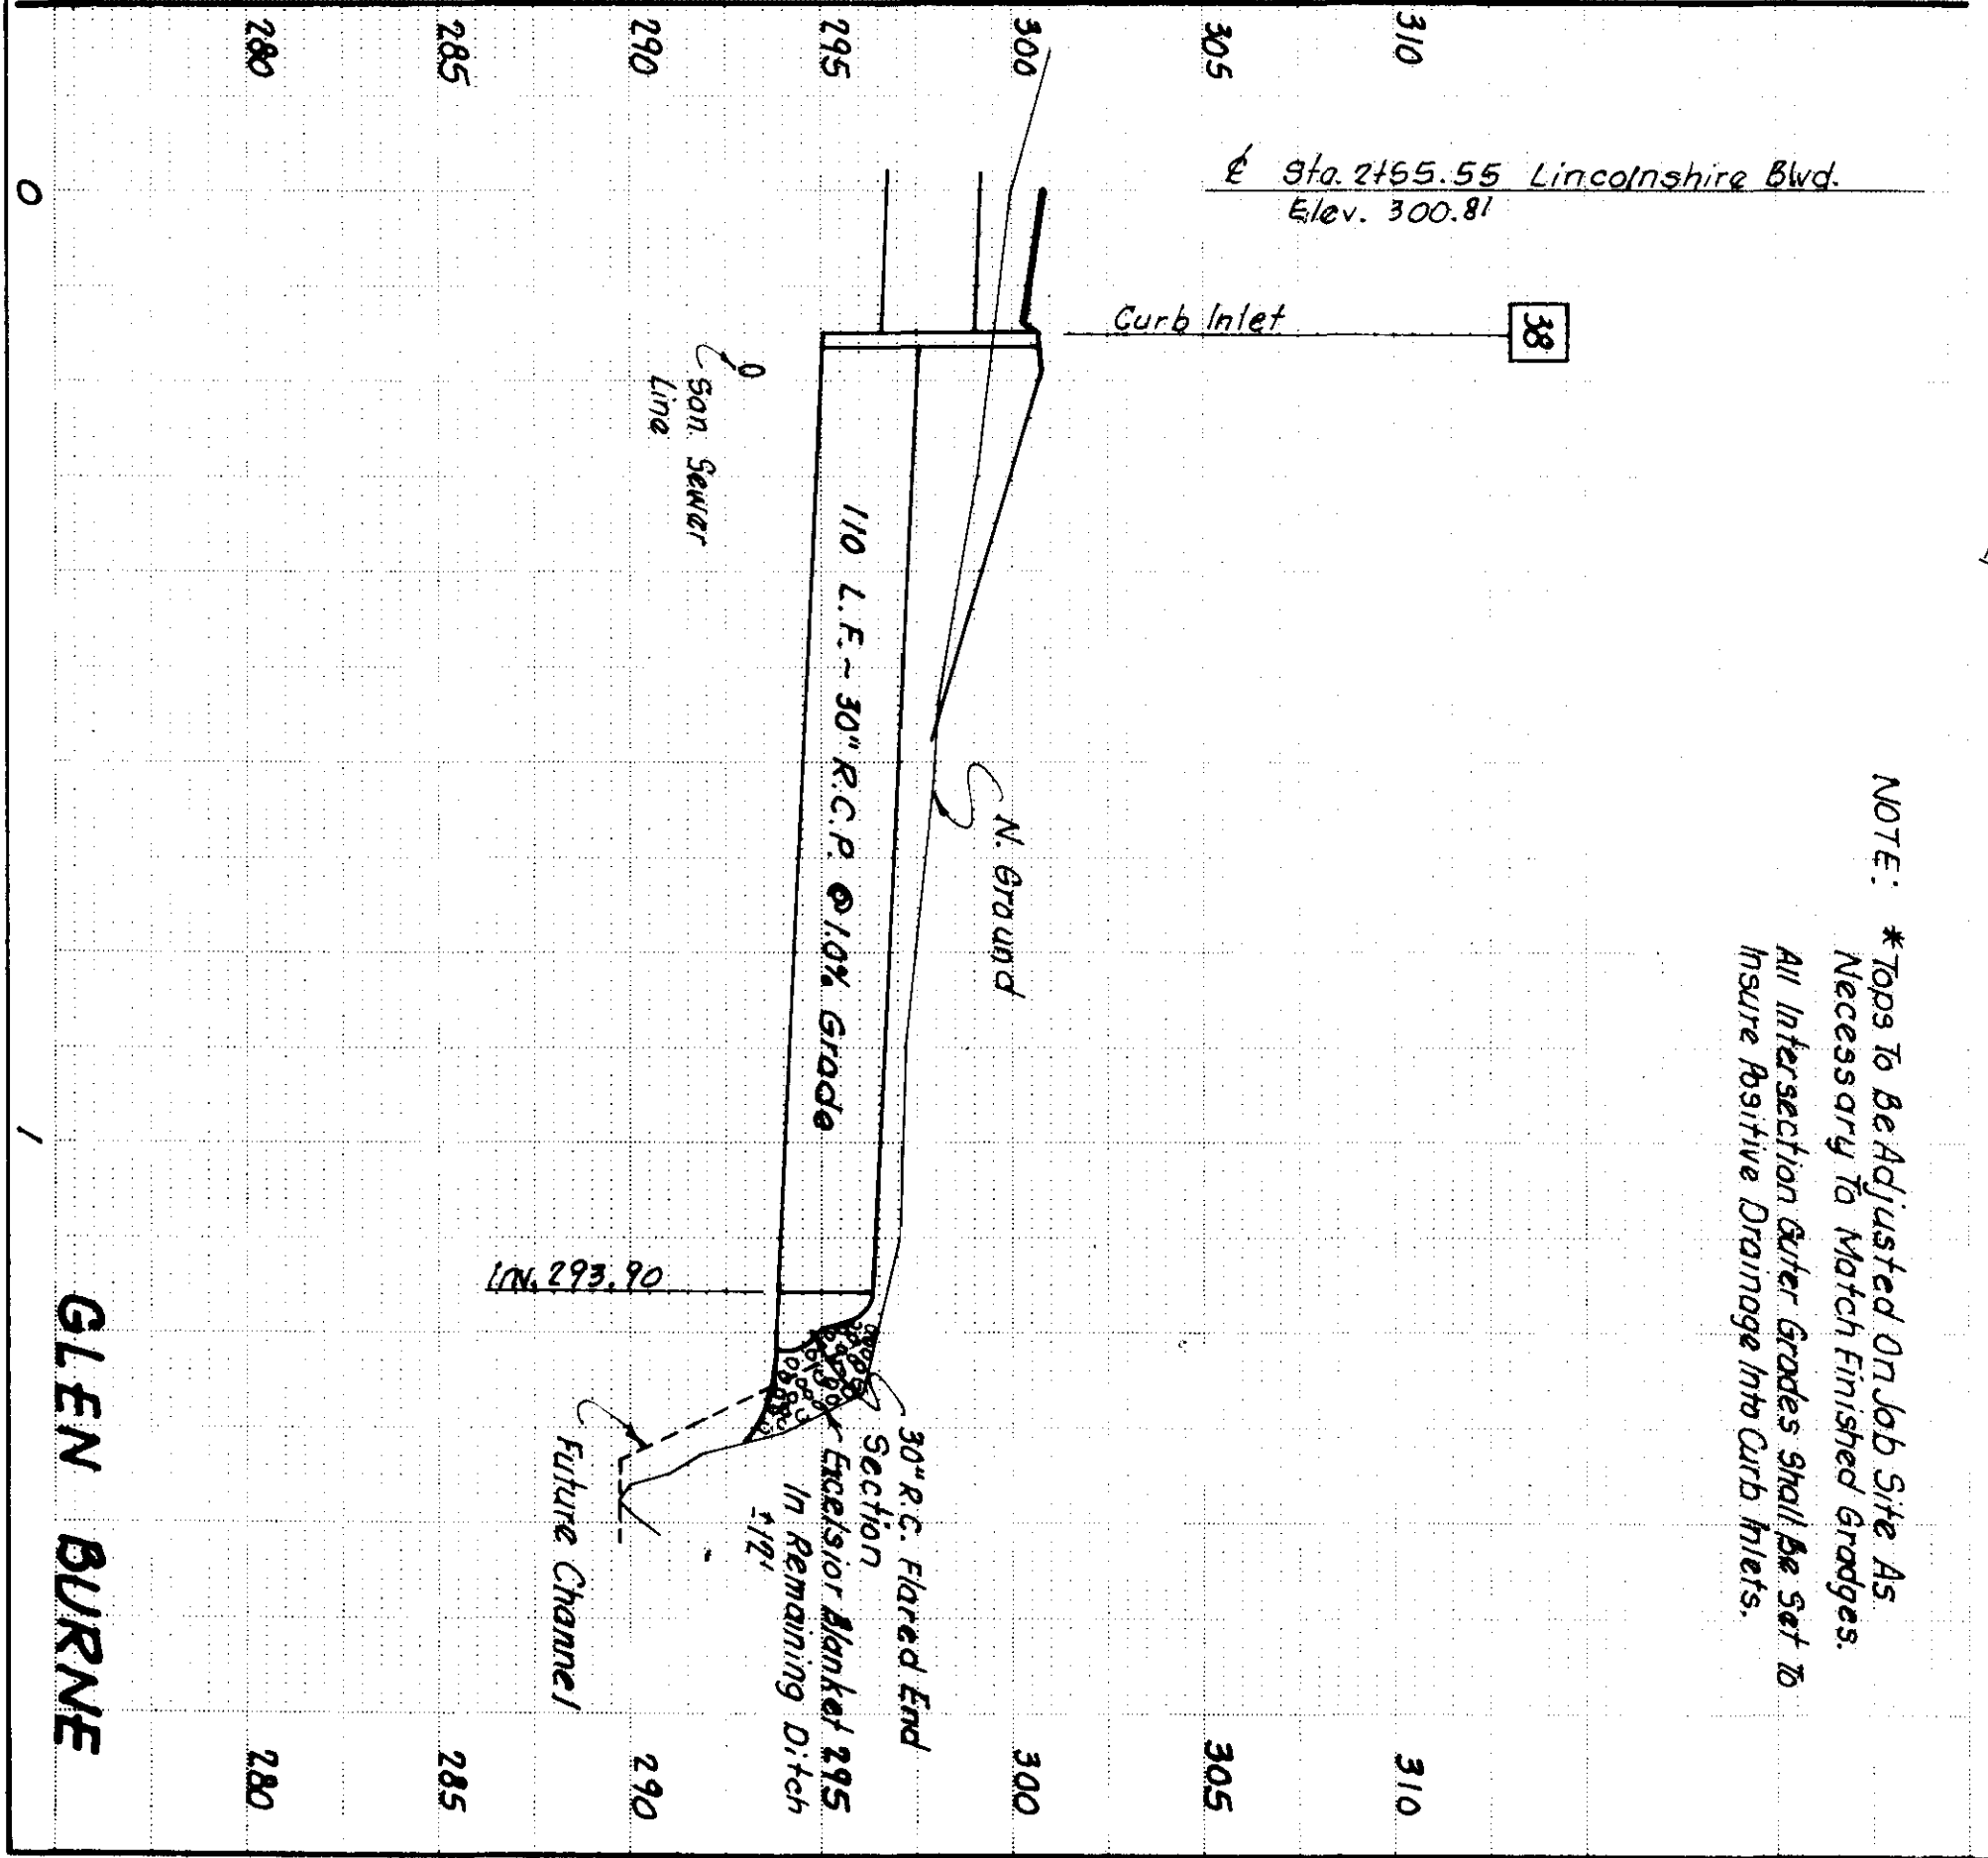 NOTE: *Tops To Be Adjusted On Job Site As
Necessary To Match Finished Gradges.
All Intersection Gutter Grades Shall Be Set To
Insure Positive Drainage Into Curb Inlets.
310
310
305
305
300
300
295
295
290
290
285
285
280
280
℄ Sta. 2+55.55 Lincolnshire Blvd.
Elev. 300.81
Curb Inlet
38
San. Sewer
Line
110 L.F. ~ 30" R.C.P. @ 1.0% Grade
N. Ground
Inv. 293.90
30" R.C. Flared End
Section
Excelsior Blanket
In Remaining Ditch
±12'
Future Channel
0
1
GLEN BURNE